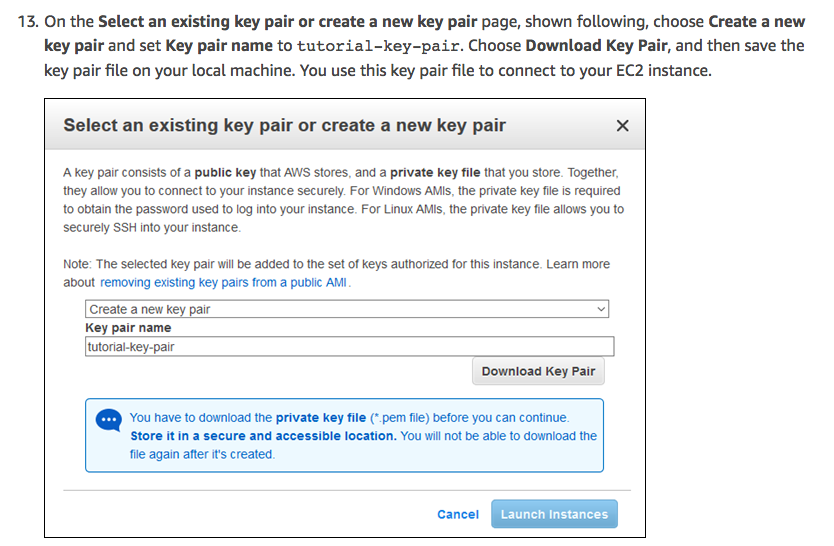 13. On the Select an existing key pair or create a new key pair page, shown following, choose Create a new
key pair and set Key pair name to tutorial-key-pair. Choose Download Key Pair, and then save the
key pair file on your local machine. You use this key pair file to connect to your EC2 instance.
Select an existing key pair or create a new key pair
A key pair consists of a public key that AWS stores, and a private key file that you store. Together,
they allow you to connect to your instance securely. For Windows AMIs, the private key file is required
to obtain the password used to log into your instance. For Linux AMIs, the private key file allows you to
securely SSH into your instance.
Note: The selected key pair will be added to the set of keys authorized for this instance. Learn more
about removing existing key pairs from a public AMI.
Create a new key pair
Key pair name
tutorial-key-pair
Download Key Pair
You have to download the private key file (*.pem file) before you can continue.
Store it in a secure and accessible location. You will not be able to download the
file again after it's created.
Cancel Launch Instances